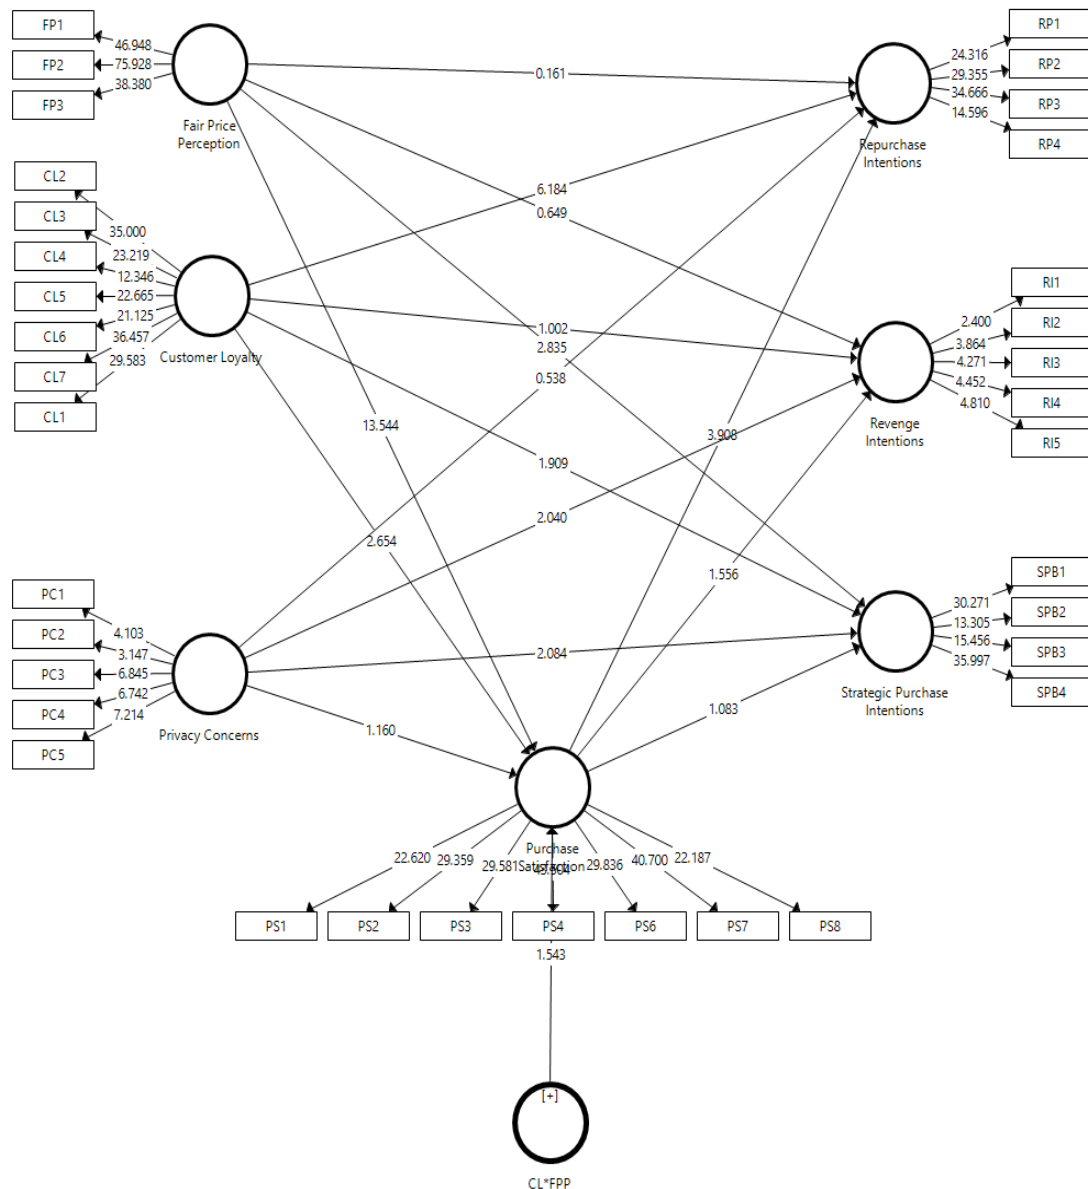 FP1
46.948
FP2
75.928
FP3
38.380
Fair Price
Perception
0.161
RP1
24.316
RP2
29.355
RP3
34.666
RP4
14.596
Repurchase
Intentions
CL2
35.000
CL3
23.219
CL4
12.346
CL5
22.665
CL6
21.125
CL7
36.457
CL1
29.583
Customer Loyalty
6.184
0.649
1.002
2.835
0.538
13.544
3.908
1.909
2.040
2.654
1.556
RI1
2.400
RI2
3.864
RI3
4.271
RI4
4.452
RI5
4.810
Revenge
Intentions
PC1
4.103
PC2
3.147
PC3
6.845
PC4
6.742
PC5
7.214
Privacy Concerns
2.084
1.160
1.083
SPB1
30.271
SPB2
13.305
SPB3
15.456
SPB4
35.997
Strategic Purchase
Intentions
Purchase
Satisfaction
22.620
29.359
29.581
29.836
40.700
22.187
PS1
PS2
PS3
PS4
PS6
PS7
PS8
1.543
[+]
CL*FPP